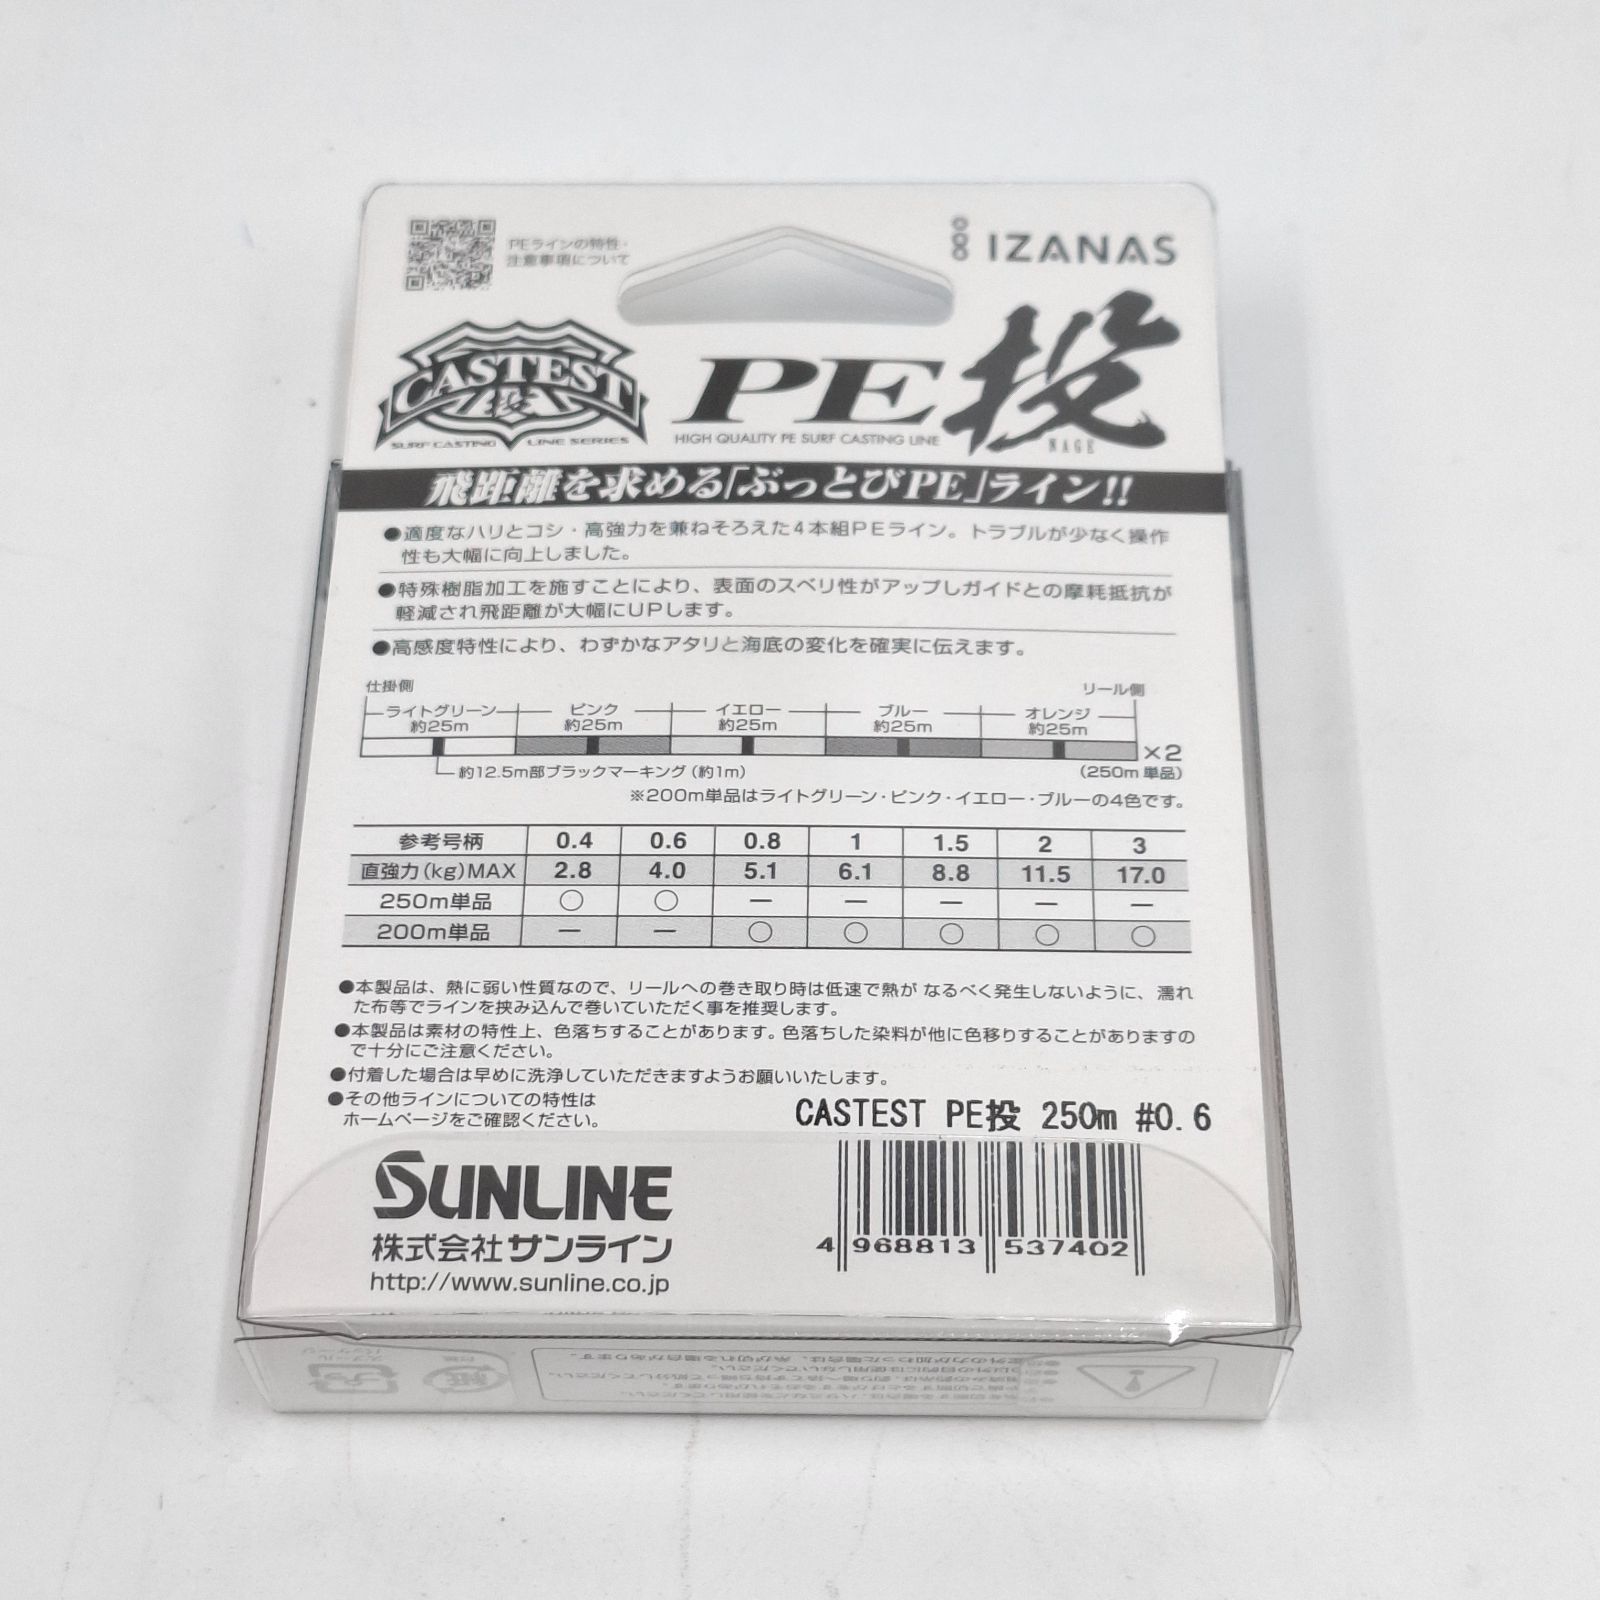 PEラインの特性・
注意事項について
IZANAS
CASTEST
投
SURF CASTING LINE SERIES
PE投
HIGH QUALITY PE SURF CASTING LINE
NAGE
飛距離を求める「ぶっとびPE」ライン!!
●適度なハリとコシ・高強力を兼ねそろえた4本組PEライン。トラブルが少なく操作
性も大幅に向上しました。
●特殊樹脂加工を施すことにより、表面のスベリ性がアップしガイドとの摩耗抵抗が
軽減され飛距離が大幅にUPします。
●高感度特性により、わずかなアタリと海底の変化を確実に伝えます。
仕掛側 リール側
ライトグリーン ピンク イエロー ブルー オレンジ
約25m 約25m 約25m 約25m 約25m
×2
約12.5m部ブラックマーキング(約1m) (250m単品)
※200m単品はライトグリーン・ピンク・イエロー・ブルーの4色です。
参考号柄 0.4 0.6 0.8 1 1.5 2 3
直強力(kg)MAX 2.8 4.0 5.1 6.1 8.8 11.5 17.0
250m単品 ○ ○ － － － － －
200m単品 － － ○ ○ ○ ○ ○
●本製品は、熱に弱い性質なので、リールへの巻き取り時は低速で熱が なるべく発生しないように、濡れ
た布等でラインを挟み込んで巻いていただく事を推奨します。
●本製品は素材の特性上、色落ちすることがあります。色落ちした染料が他に色移りすることがありますの
で十分にご注意ください。
●付着した場合は早めに洗浄していただきますようお願いいたします。
●その他ラインについての特性は
ホームページをご確認ください。
CASTEST PE投 250m #0.6
SUNLINE
株式会社サンライン
http://www.sunline.co.jp
4 968813 537402